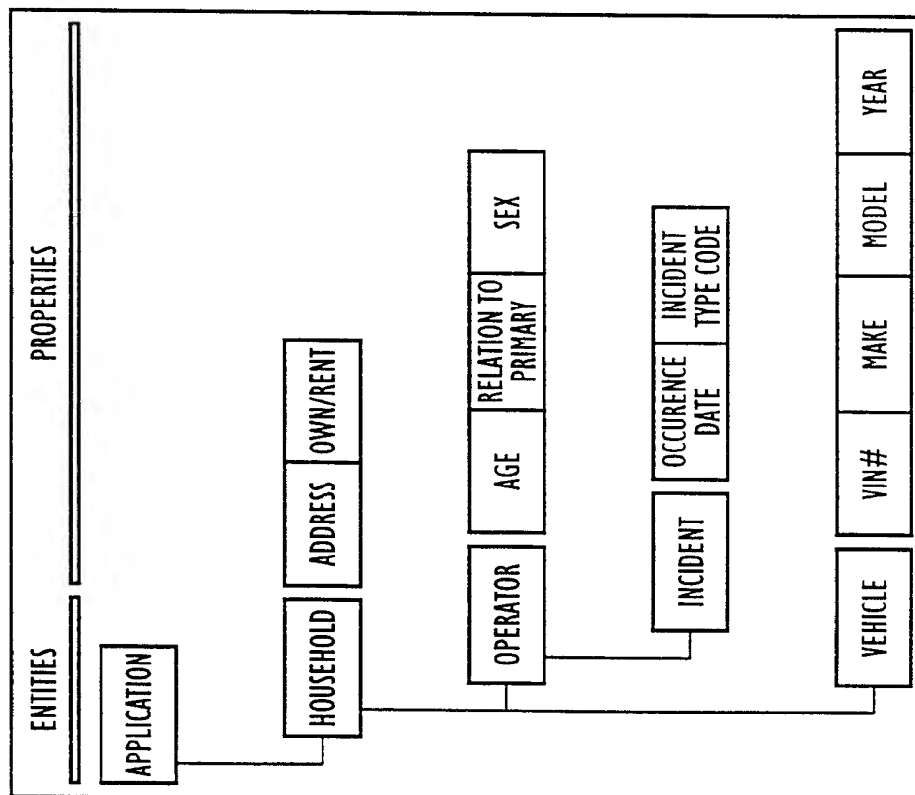 ENTITIES
PROPERTIES
APPLICATION
HOUSEHOLD
ADDRESS
OWN/RENT
OPERATOR
AGE
RELATION TO
PRIMARY
SEX
INCIDENT
OCCURENCE
DATE
INCIDENT
TYPE CODE
VEHICLE
VIN#
MAKE
MODEL
YEAR